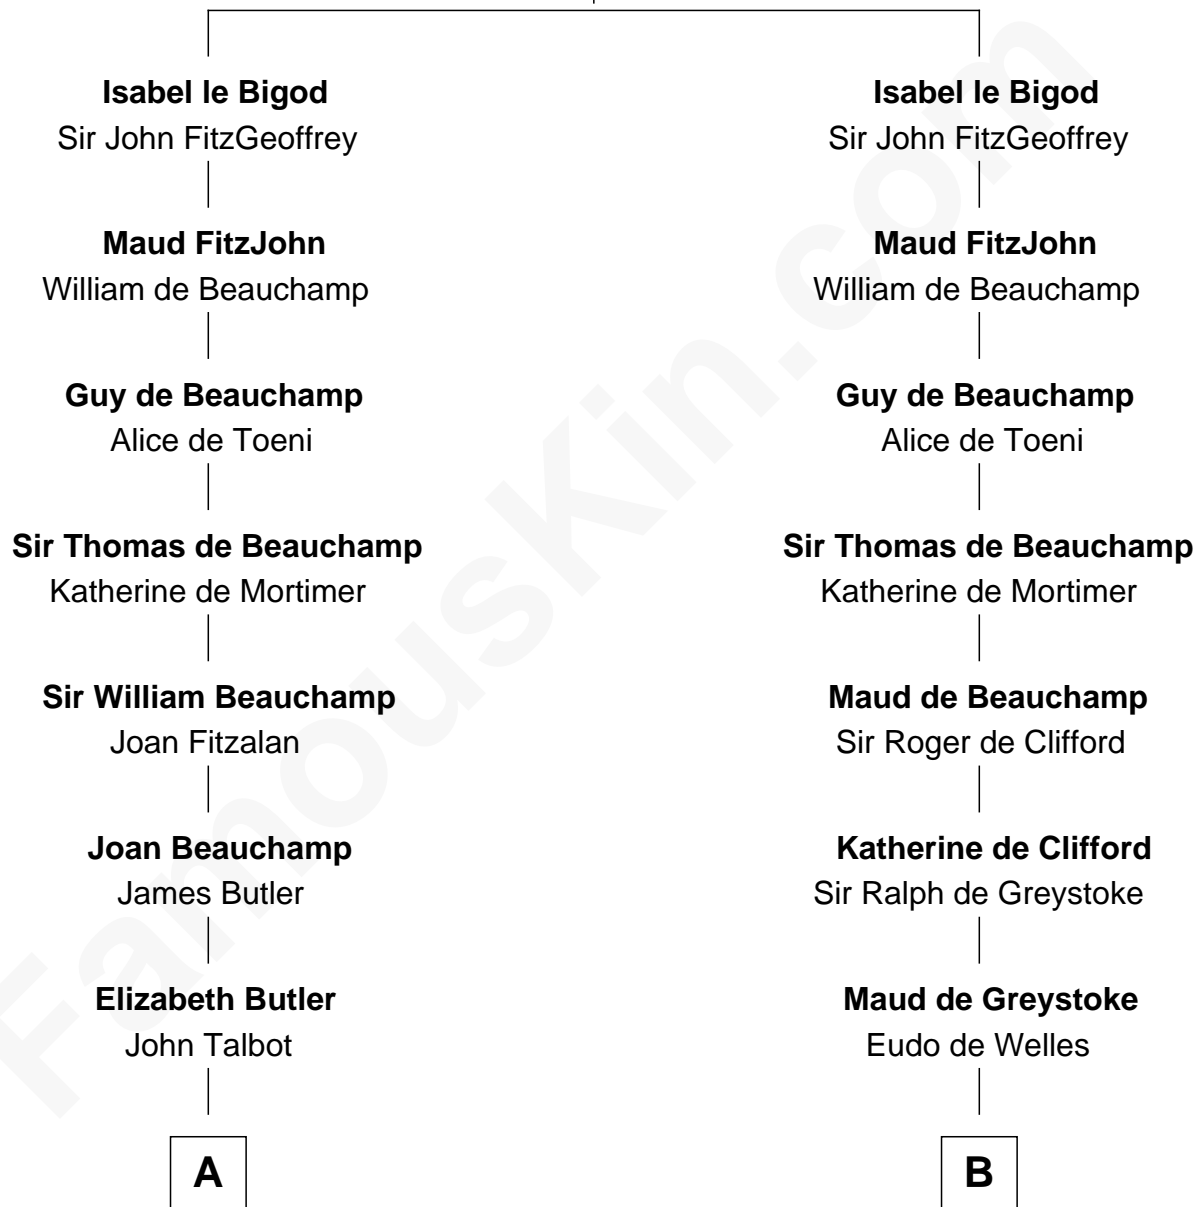 Isabel le Bigod
Sir John FitzGeoffrey
Maud FitzJohn
William de Beauchamp
Guy de Beauchamp
Alice de Toeni
Sir Thomas de Beauchamp
Katherine de Mortimer
Sir William Beauchamp
Joan Fitzalan
Joan Beauchamp
James Butler
Elizabeth Butler
John Talbot
A
Isabel le Bigod
Sir John FitzGeoffrey
Maud FitzJohn
William de Beauchamp
Guy de Beauchamp
Alice de Toeni
Sir Thomas de Beauchamp
Katherine de Mortimer
Maud de Beauchamp
Sir Roger de Clifford
Katherine de Clifford
Sir Ralph de Greystoke
Maud de Greystoke
Eudo de Welles
B
FamousKin.com